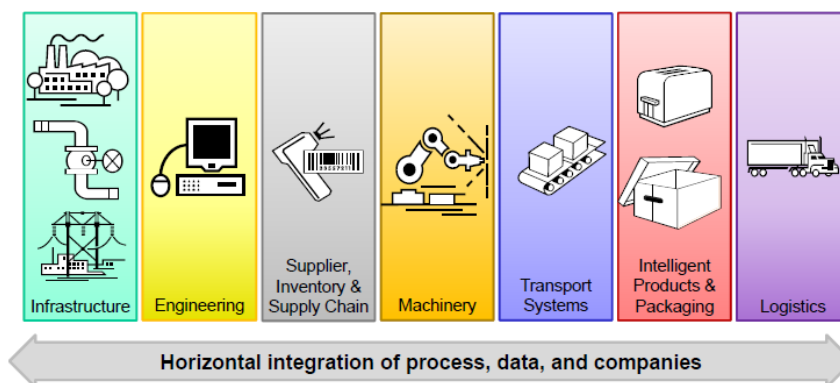 Infrastructure
Engineering
Supplier,
Inventory &
Supply Chain
Machinery
Transport
Systems
Intelligent
Products &
Packaging
Logistics
Horizontal integration of process, data, and companies